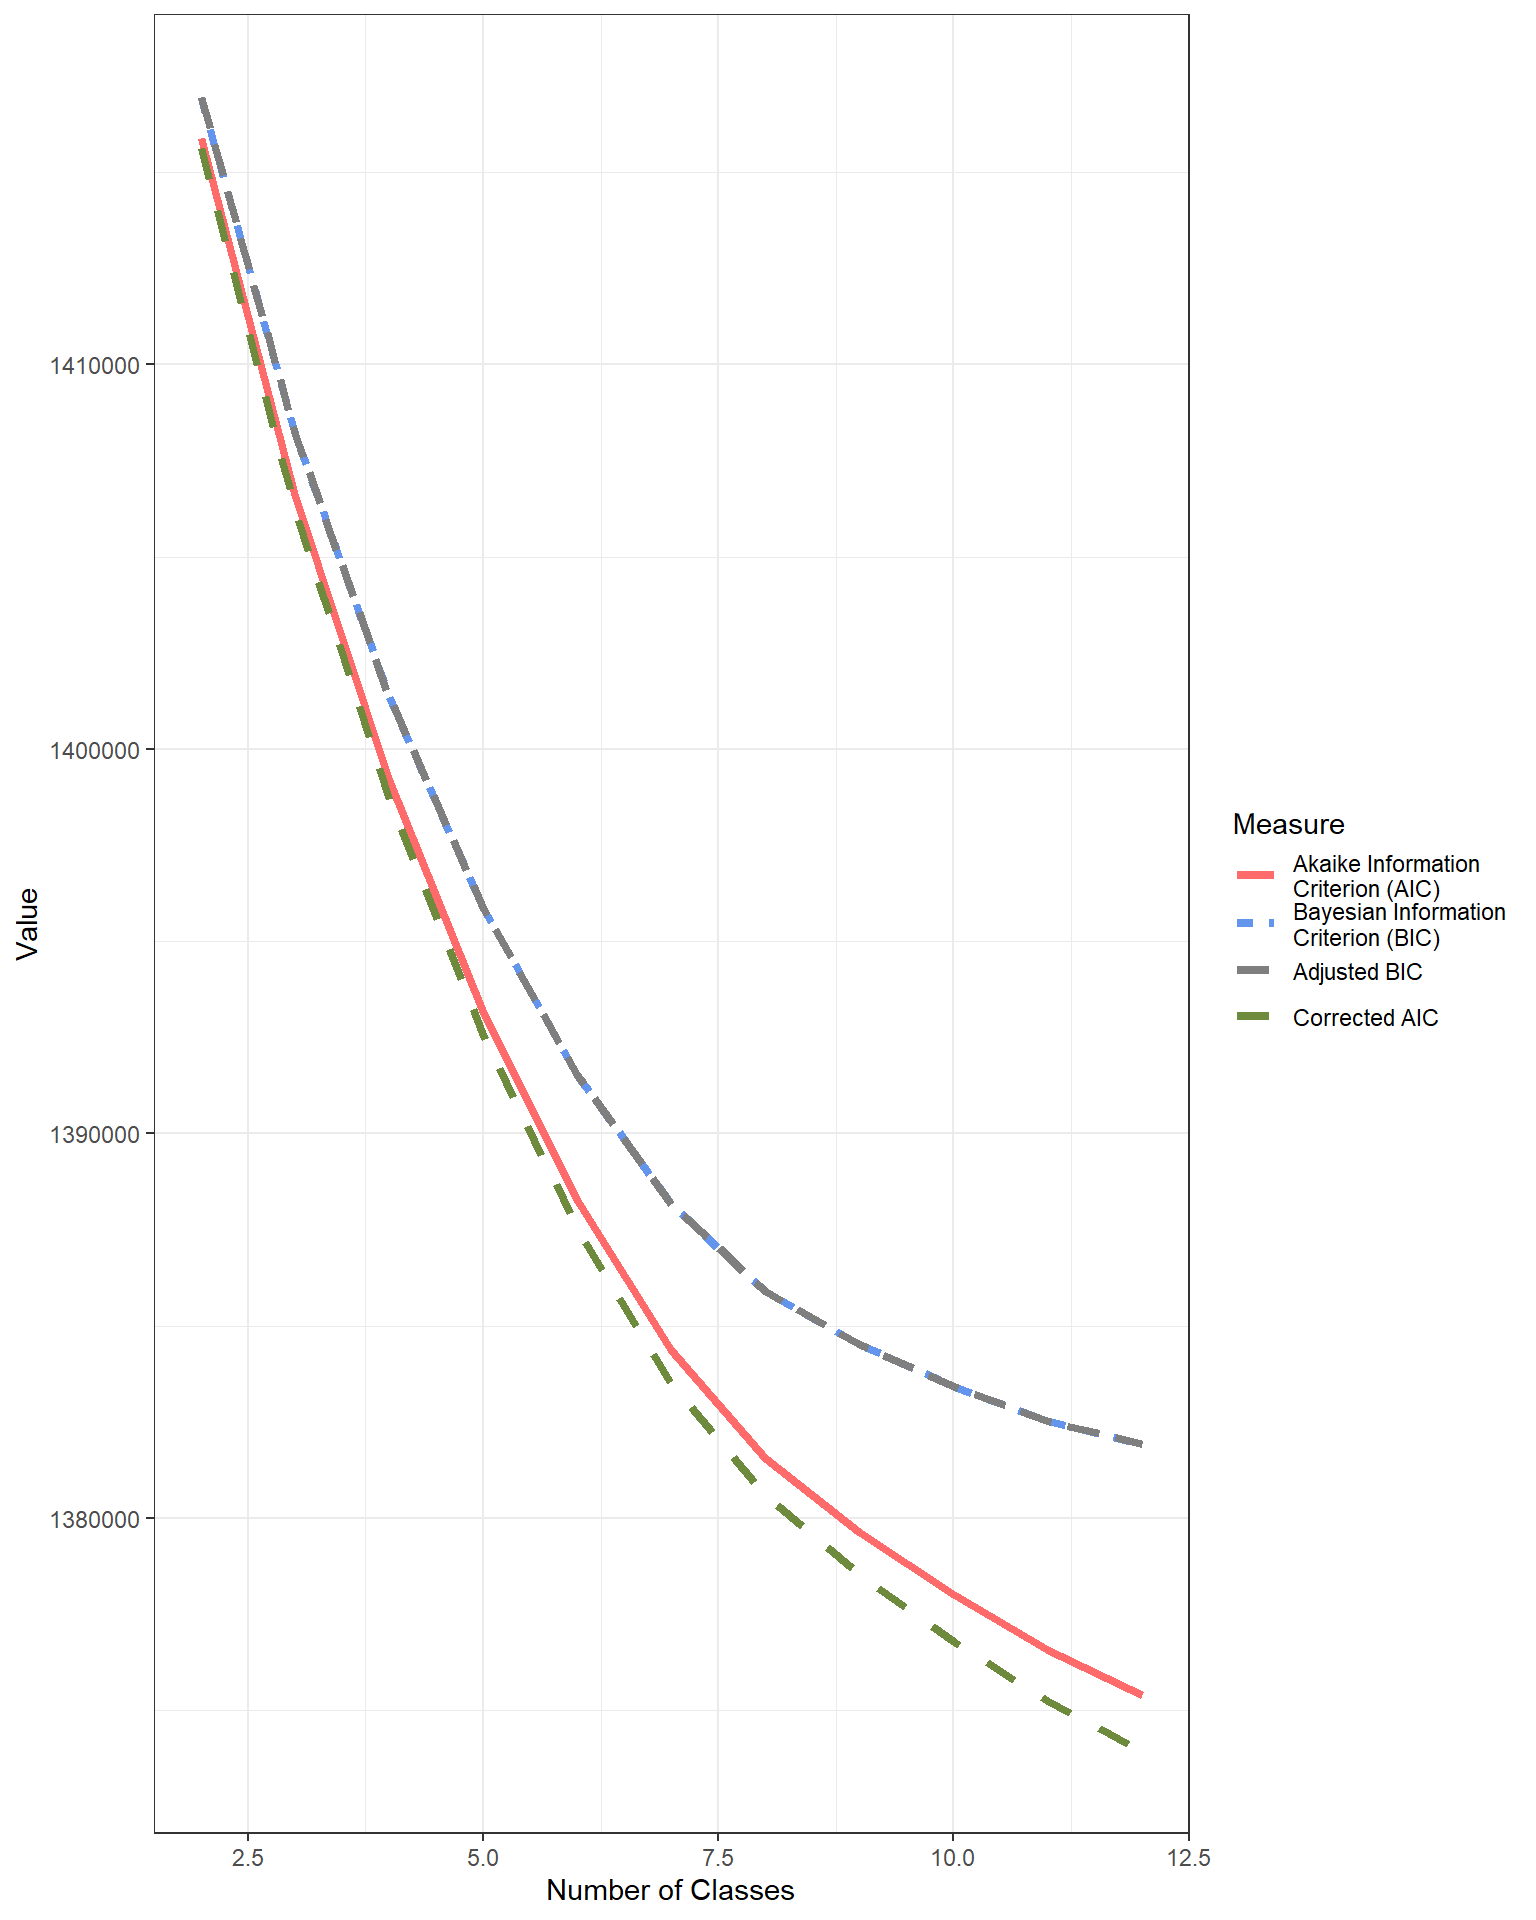 1410000
1400000
1390000
1380000
Value
2.5 5.0 7.5 10.0 12.5
Number of Classes
Measure
Akaike Information
Criterion (AIC)
Bayesian Information
Criterion (BIC)
Adjusted BIC
Corrected AIC